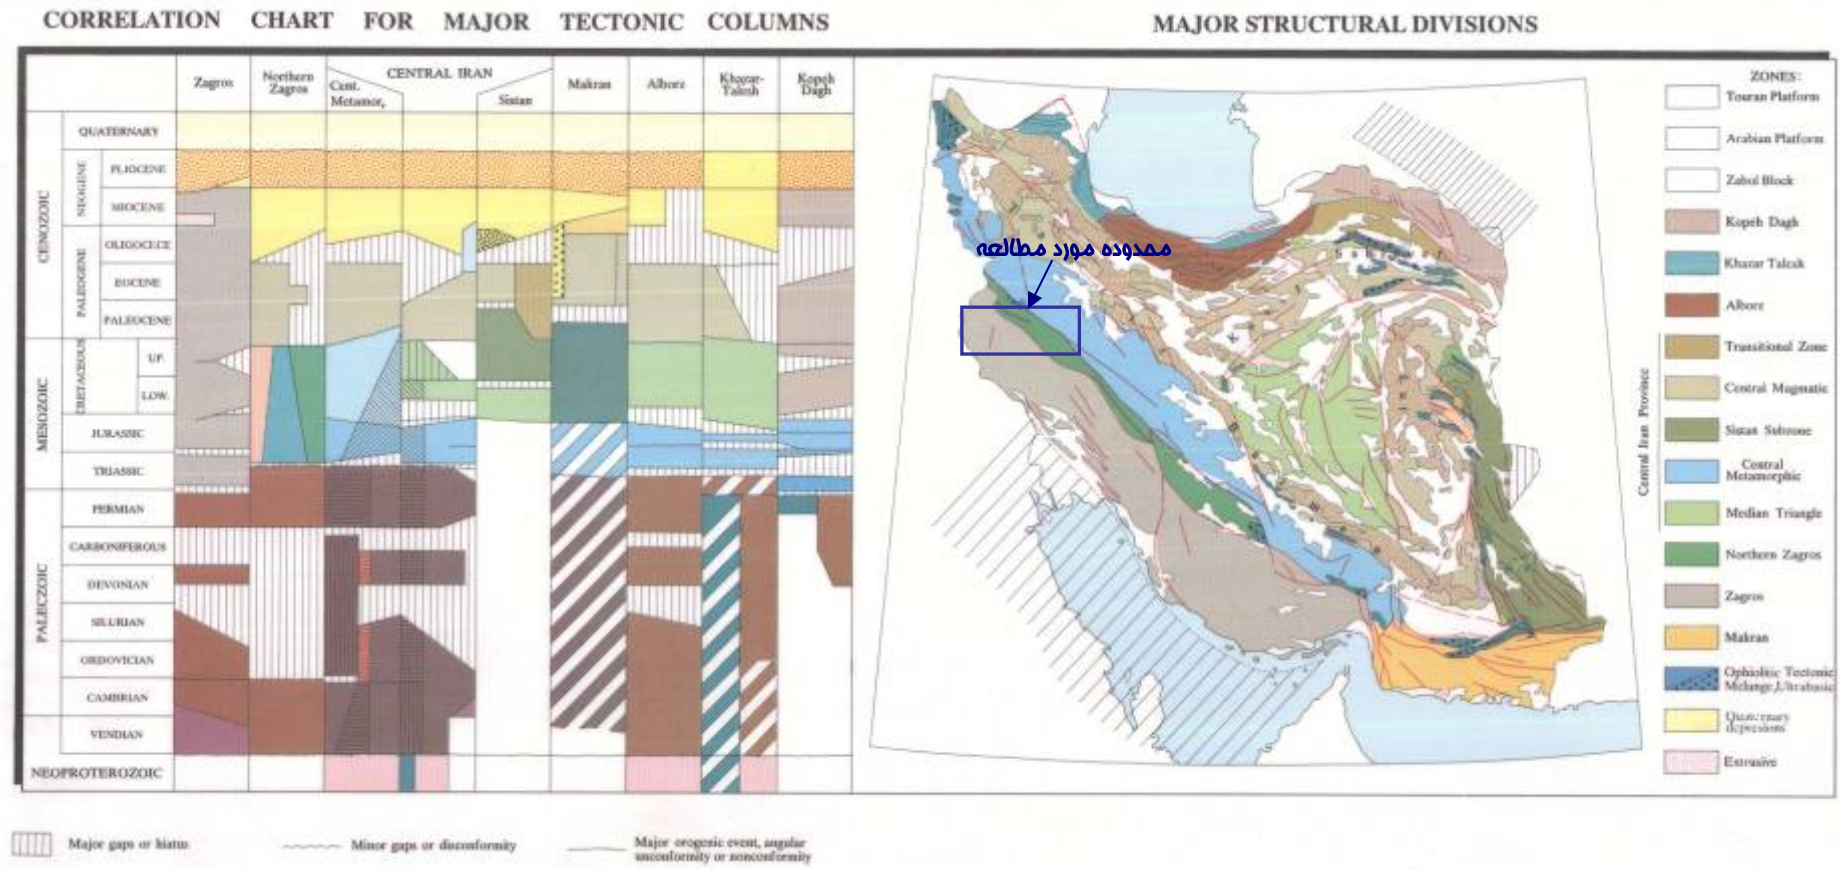 CORRELATION CHART FOR MAJOR TECTONIC COLUMNS
MAJOR STRUCTURAL DIVISIONS
Zagros
Northern
Zagros
CENTRAL IRAN
Cent.
Metamor,
Sistan
Makran
Alborz
Khazar-
Talesh
Kopeh
Dagh
CENOZOIC
MESOZOIC
PALECZOIC
NEOGENE
PALEOGENE
CRETACEOUS
QUATERNARY
PLIOCENE
MIOCENE
OLIGOCECE
EOCENE
PALEOCENE
UP.
LOW.
JURASSIC
TRIASSIC
PERMIAN
CARBONIFEROUS
DEVONIAN
SILURIAN
ORDOVICIAN
CAMBRIAN
VENDIAN
NEOPROTEROZOIC
Major gaps or hiatus
Minor gaps or disconformity
Major orogenic event, angular
unconformity or nonconformity
محدوده مورد مطالعه
ZONES:
Touran Platform
Arabian Platform
Zabol Block
Kopeh Dagh
Khazar Talesh
Alborz
Central Iran Province
Transitional Zone
Central Magmatic
Sistan Subzone
Central
Metamorphic
Median Triangle
Northern Zagros
Zagros
Makran
Ophiolitic Tectonic
Melange, Ultrabasic
Quaternary
depressions
Extrusive